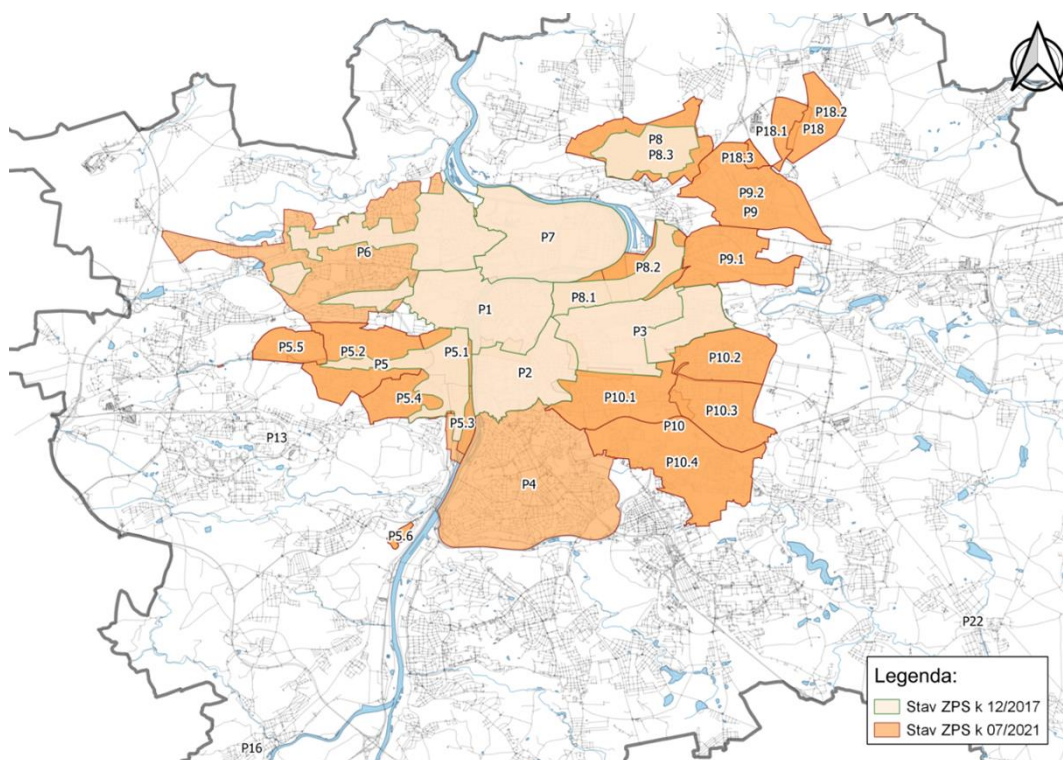 P18.2
P18.1
P18
P8
P8.3
P18.3
P9.2
P9
P7
P6
P8.2
P9.1
P8.1
P1
P3
P5.1
P5.5
P5.2
P5
P2
P10.2
P5.4
P10.1
P10.3
P5.3
P10
P13
P10.4
P4
P5.6
P22
P16
Legenda:
Stav ZPS k 12/2017
Stav ZPS k 07/2021